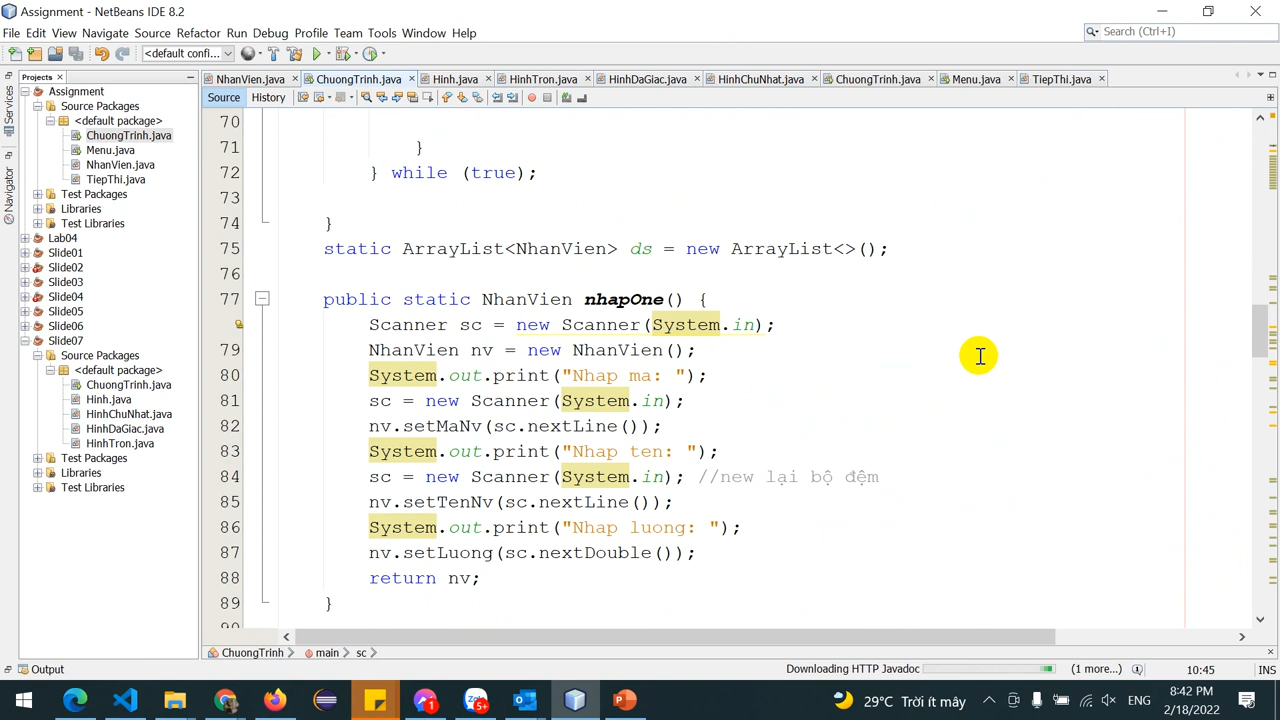 Assignment - NetBeans IDE 8.2
File Edit View Navigate Source Refactor Run Debug Profile Team Tools Window Help
Search (Ctrl+I)
<default confi...
Projects
NhanVien.java ChuongTrinh.java Hinh.java HinhTron.java HinhDaGiac.java HinhChuNhat.java ChuongTrinh.java Menu.java TiepThi.java
Source History
Services
Navigator
Assignment
Source Packages
<default package>
ChuongTrinh.java
Menu.java
NhanVien.java
TiepThi.java
Test Packages
Libraries
Test Libraries
Lab04
Slide01
Slide02
Slide03
Slide04
Slide05
Slide06
Slide07
Source Packages
<default package>
ChuongTrinh.java
Hinh.java
HinhChuNhat.java
HinhDaGiac.java
HinhTron.java
Test Packages
Libraries
Test Libraries
70
71 }
72 } while (true);
73
74 }
75 static ArrayList<NhanVien> ds = new ArrayList<>();
76
77 public static NhanVien nhapOne() {
Scanner sc = new Scanner(System.in);
79 NhanVien nv = new NhanVien();
80 System.out.print("Nhap ma: ");
81 sc = new Scanner(System.in);
82 nv.setMaNv(sc.nextLine());
83 System.out.print("Nhap ten: ");
84 sc = new Scanner(System.in); //new lại bộ đệm
85 nv.setTenNv(sc.nextLine());
86 System.out.print("Nhap luong: ");
87 nv.setLuong(sc.nextDouble());
88 return nv;
89 }
90
ChuongTrinh main sc
Output
Downloading HTTP Javadoc (1 more...) 10:45 INS
1 5+
29°C Trời ít mây ENG 8:42 PM
2/18/2022